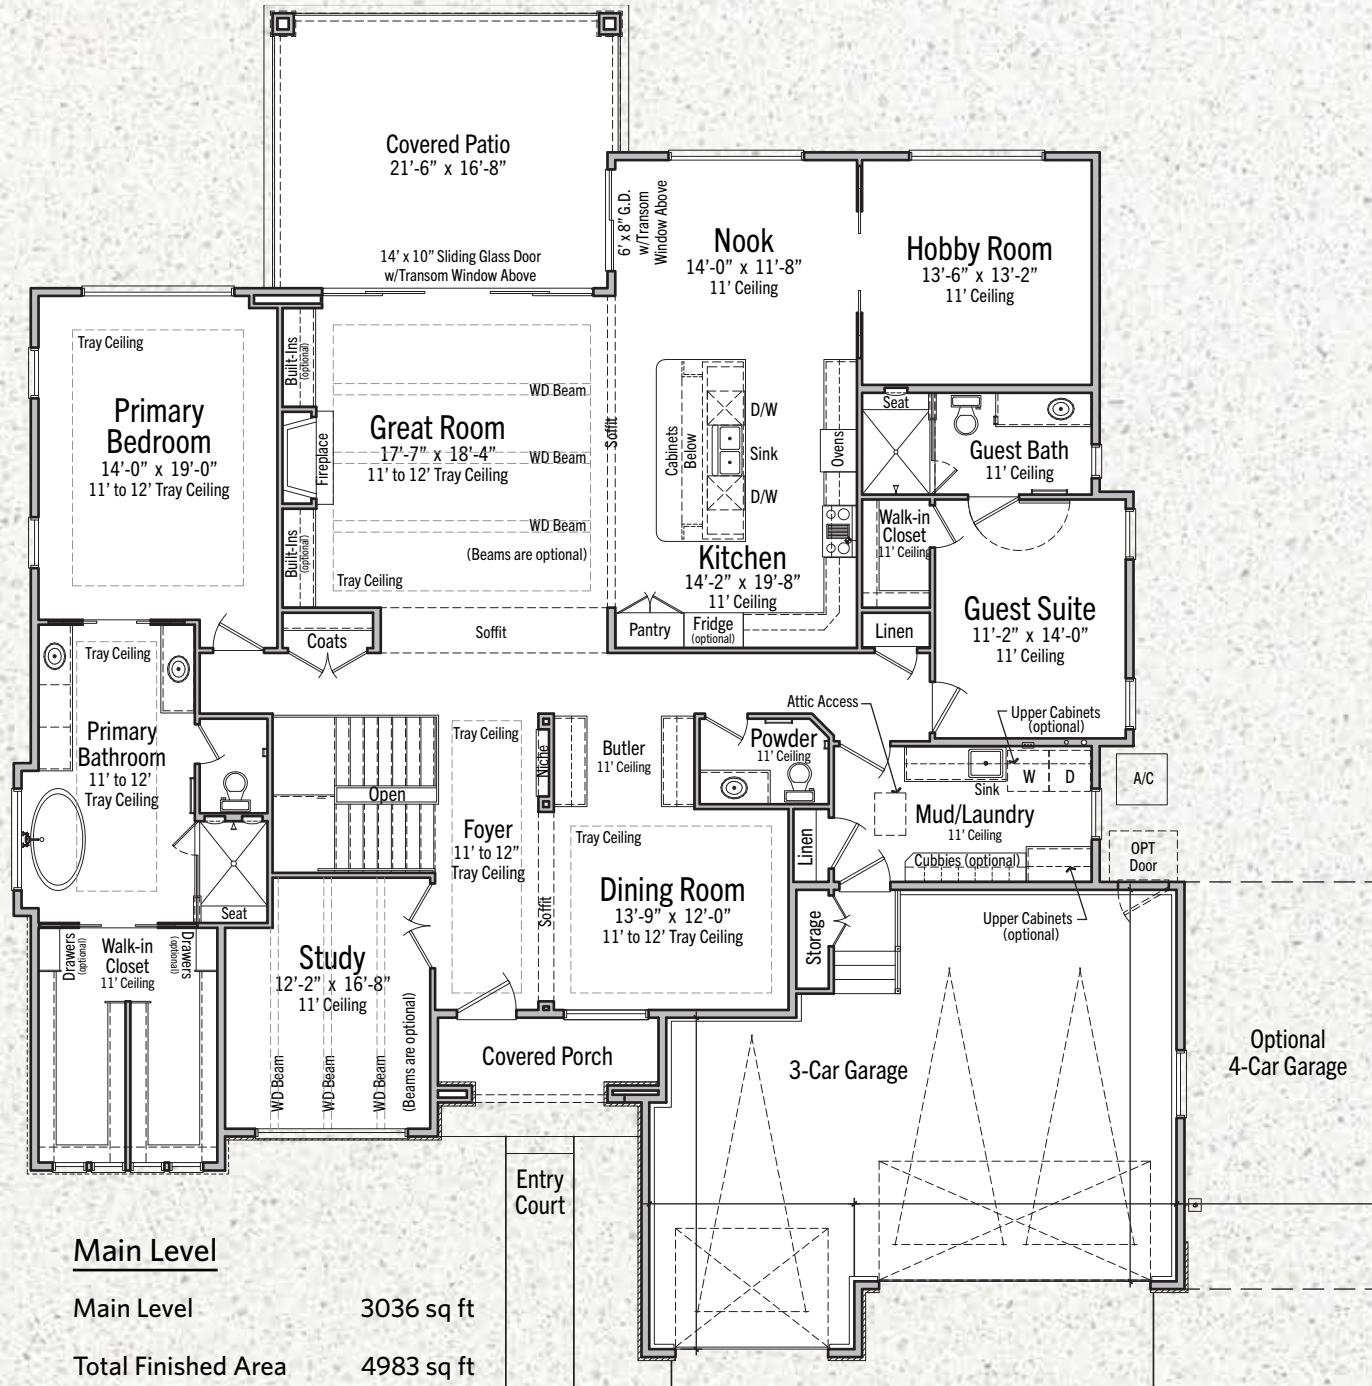 Covered Patio
21'-6” x 16'-8”
14' x 10” Sliding Glass Door
w/Transom Window Above
6' x 8” G.D.
w/Transom
Window Above
Nook
14'-0” x 11'-8”
11' Ceiling
Hobby Room
13'-6” x 13'-2”
11' Ceiling
Tray Ceiling
Primary
Bedroom
14'-0” x 19'-0”
11' to 12' Tray Ceiling
Built-Ins
(optional)
Fireplace
Built-Ins
(optional)
WD Beam
Great Room
17'-7” x 18'-4”
11' to 12' Tray Ceiling
WD Beam
WD Beam
(Beams are optional)
Tray Ceiling
Soffit
Cabinets
Below
D/W
Sink
D/W
Ovens
Kitchen
14'-2” x 19'-8”
11' Ceiling
Pantry
Fridge
(optional)
Seat
Guest Bath
11' Ceiling
Walk-in
Closet
11' Ceiling
Guest Suite
11'-2” x 14'-0”
11' Ceiling
Linen
Coats
Soffit
Tray Ceiling
Primary
Bathroom
11' to 12'
Tray Ceiling
Seat
Open
Tray Ceiling
Foyer
11' to 12”
Tray Ceiling
Niche
Butler
11' Ceiling
Powder
11' Ceiling
Attic Access
Upper Cabinets
(optional)
Sink
W
D
A/C
Mud/Laundry
11' Ceiling
Cubbies (optional)
OPT
Door
Linen
Tray Ceiling
Dining Room
13'-9” x 12'-0”
11' to 12' Tray Ceiling
Soffit
Storage
Upper Cabinets
(optional)
Drawers
(optional)
Walk-in
Closet
11' Ceiling
Drawers
(optional)
Study
12'-2” x 16'-8”
11' Ceiling
WD Beam
WD Beam
WD Beam
(Beams are optional)
Covered Porch
3-Car Garage
Optional
4-Car Garage
Entry
Court
Main Level
Main Level 3036 sq ft
Total Finished Area 4983 sq ft